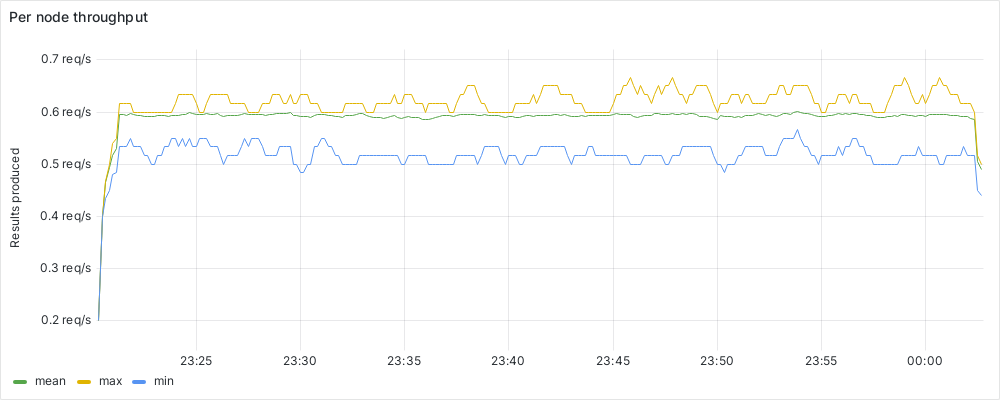 Per node throughput
Results produced
0.7 req/s
0.6 req/s
0.5 req/s
0.4 req/s
0.3 req/s
0.2 req/s
23:25 23:30 23:35 23:40 23:45 23:50 23:55 00:00
mean max min